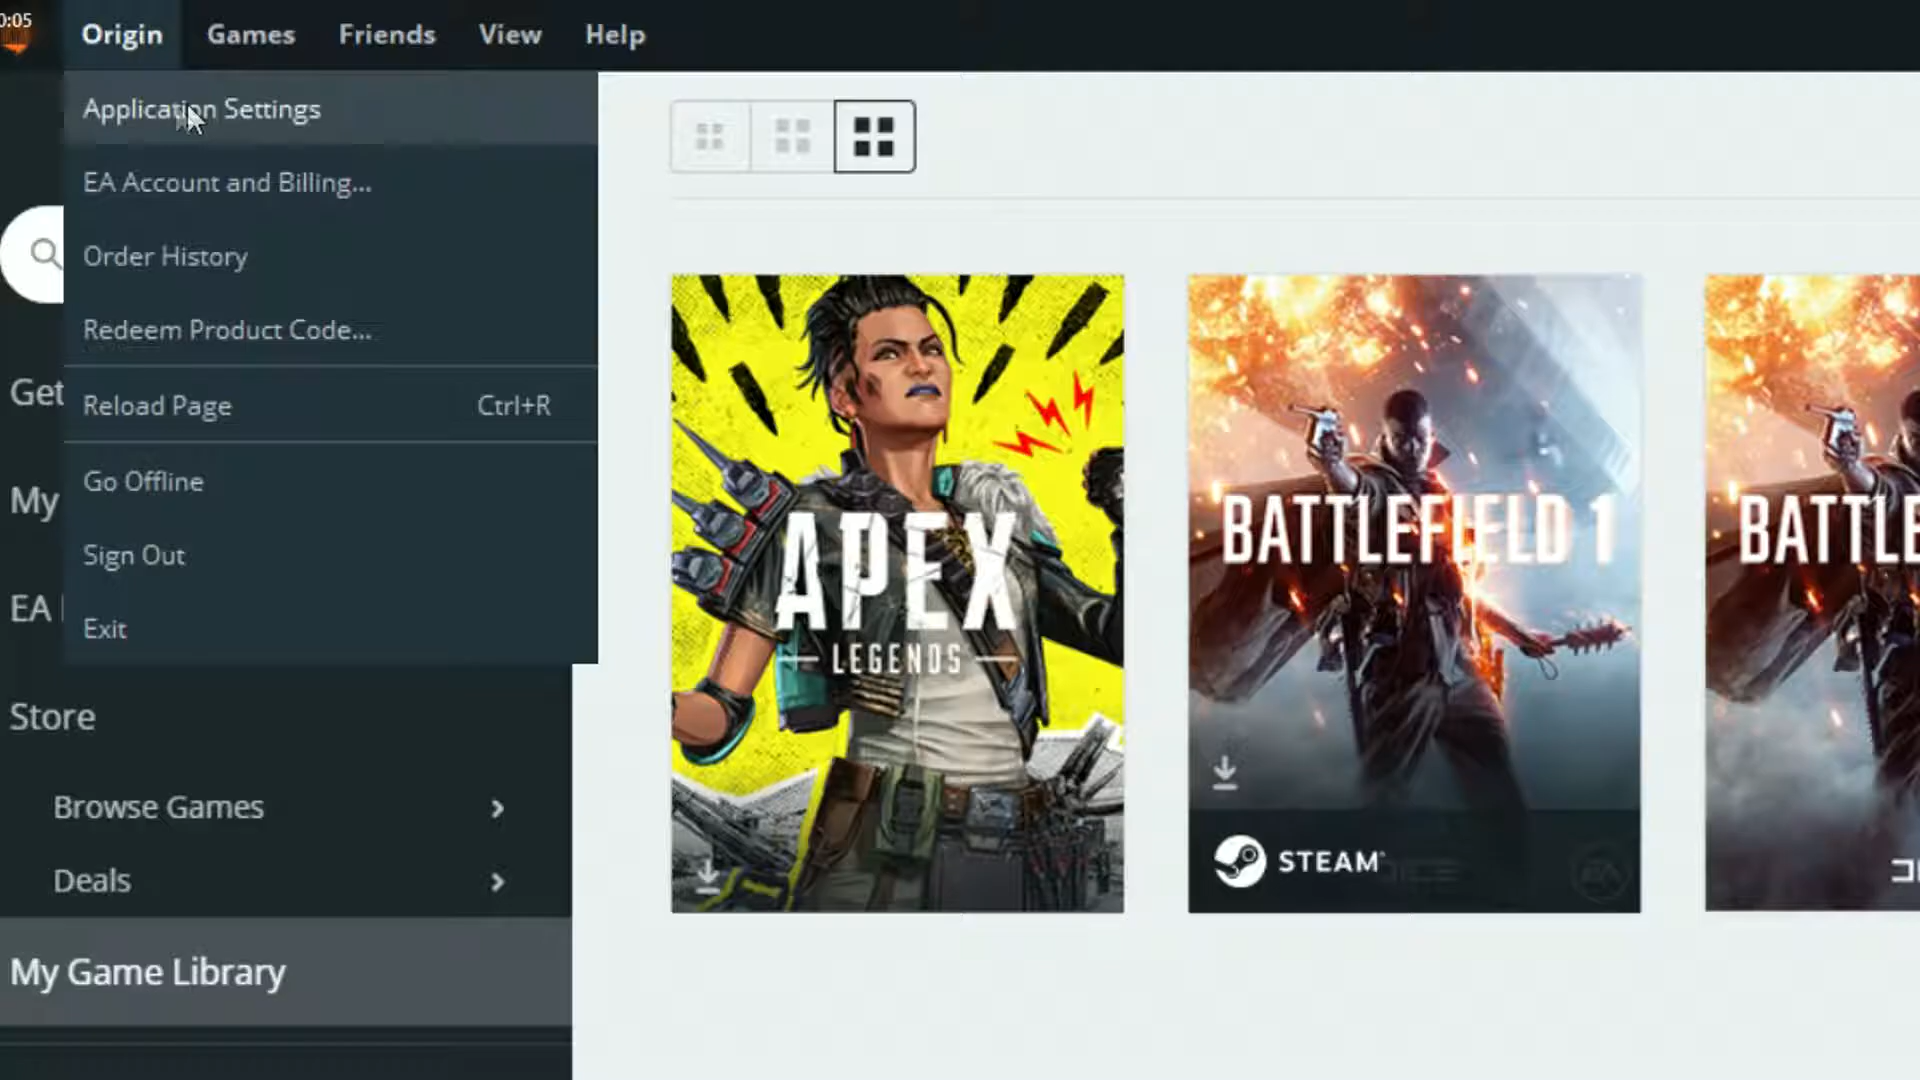 0:05
Origin Games Friends View Help
Application Settings
EA Account and Billing...
Order History
Redeem Product Code...
Reload Page Ctrl+R
Go Offline
Sign Out
Exit
Get
My
EA
Store
Browse Games
Deals
My Game Library
APEX
LEGENDS
BATTLEFIELD 1
STEAM
DICE
EA
BATTLE